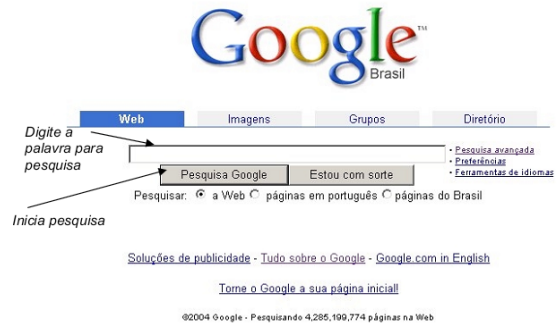 Google™
Brasil
Web Imagens Grupos Diretório
Digite a
palavra para
pesquisa
• Pesquisa avançada
• Preferências
• Ferramentas de idiomas
Pesquisa Google Estou com sorte
Pesquisar: a Web páginas em português páginas do Brasil
Inicia pesquisa
Soluções de publicidade - Tudo sobre o Google - Google.com in English
Torne o Google a sua página inicial!
©2004 Google - Pesquisando 4,285,199,774 páginas na Web